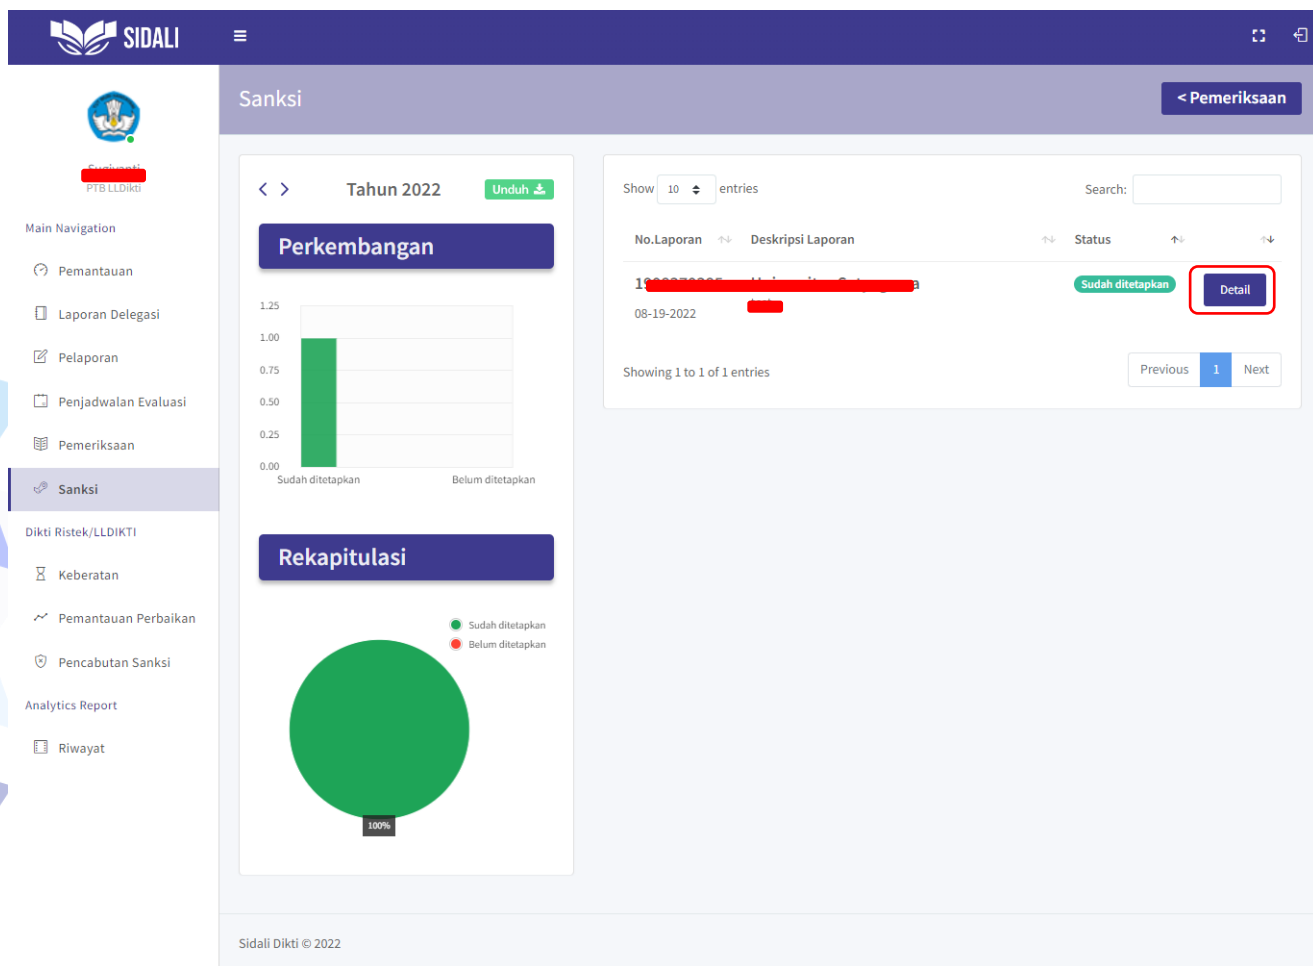 SIDALI
Sanksi
< Pemeriksaan
PTB LLDikti
Main Navigation
Pemantauan
Laporan Delegasi
Pelaporan
Penjadwalan Evaluasi
Pemeriksaan
Sanksi
Dikti Ristek/LLDIKTI
Keberatan
Pemantauan Perbaikan
Pencabutan Sanksi
Analytics Report
Riwayat
Tahun 2022
Unduh
Perkembangan
1.25
1.00
0.75
0.50
0.25
0.00
Sudah ditetapkan Belum ditetapkan
Rekapitulasi
Sudah ditetapkan
Belum ditetapkan
100%
Show 10 entries Search:
No.Laporan Deskripsi Laporan Status
Sudah ditetapkan Detail
08-19-2022
Showing 1 to 1 of 1 entries Previous 1 Next
Sidali Dikti © 2022